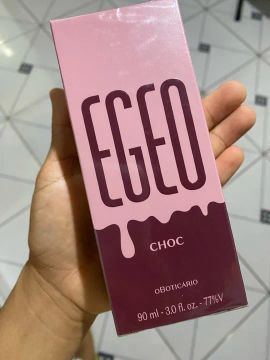 EGEO
CHOC
oBOTICÁRIO
90 ml - 3.0 fl. oz. - 77%V